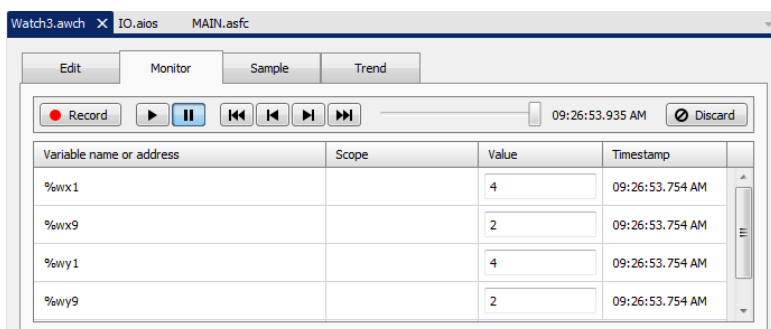 Watch3.awch X IO.aios MAIN.asfc
Edit Monitor Sample Trend
Record 09:26:53.935 AM Discard
Variable name or address Scope Value Timestamp
%wx1 4 09:26:53.754 AM
%wx9 2 09:26:53.754 AM
%wy1 4 09:26:53.754 AM
%wy9 2 09:26:53.754 AM